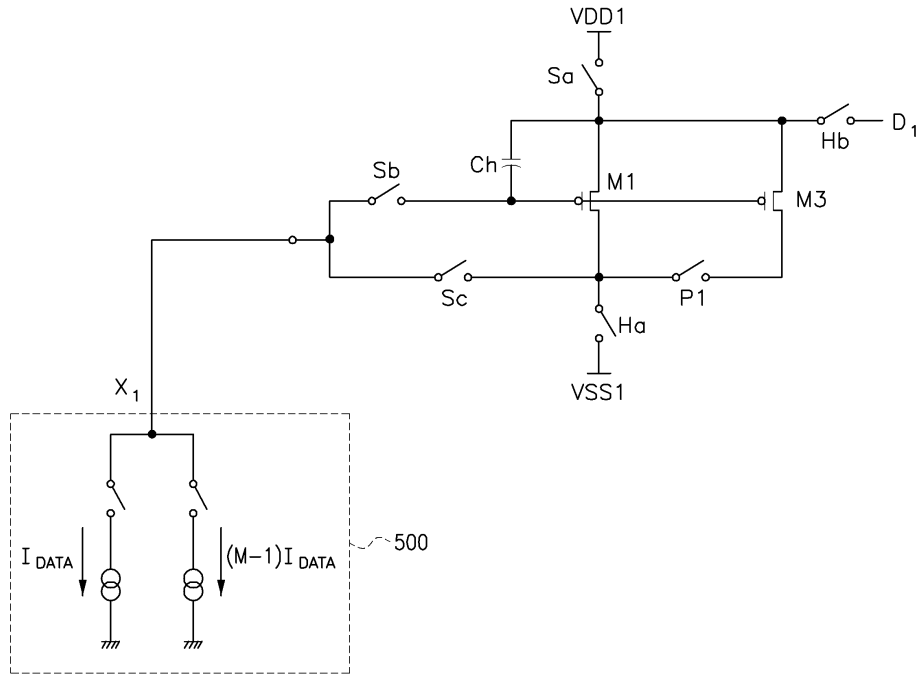 VDD1
Sa
D1
Hb
Ch
Sb
M1
M3
Sc
P1
Ha
VSS1
X1
IDATA
(M-1)IDATA
500